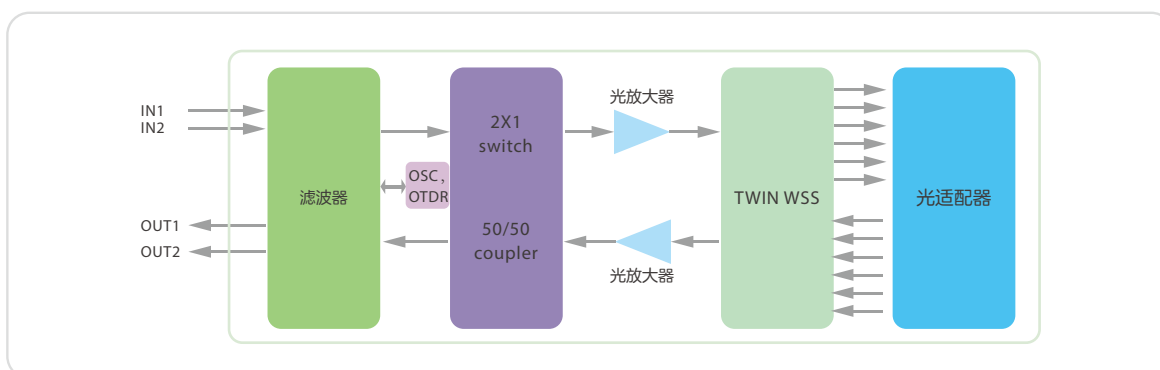 IN1
IN2
OUT1
OUT2
滤波器
OSC,
OTDR
2X1
switch
50/50
coupler
光放大器
光放大器
TWIN WSS
光适配器